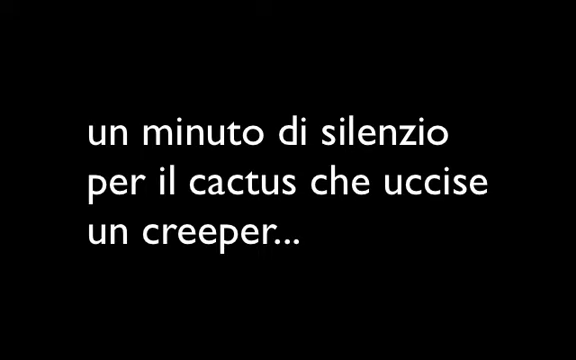 un minuto di silenzio
per il cactus che uccise
un creeper...